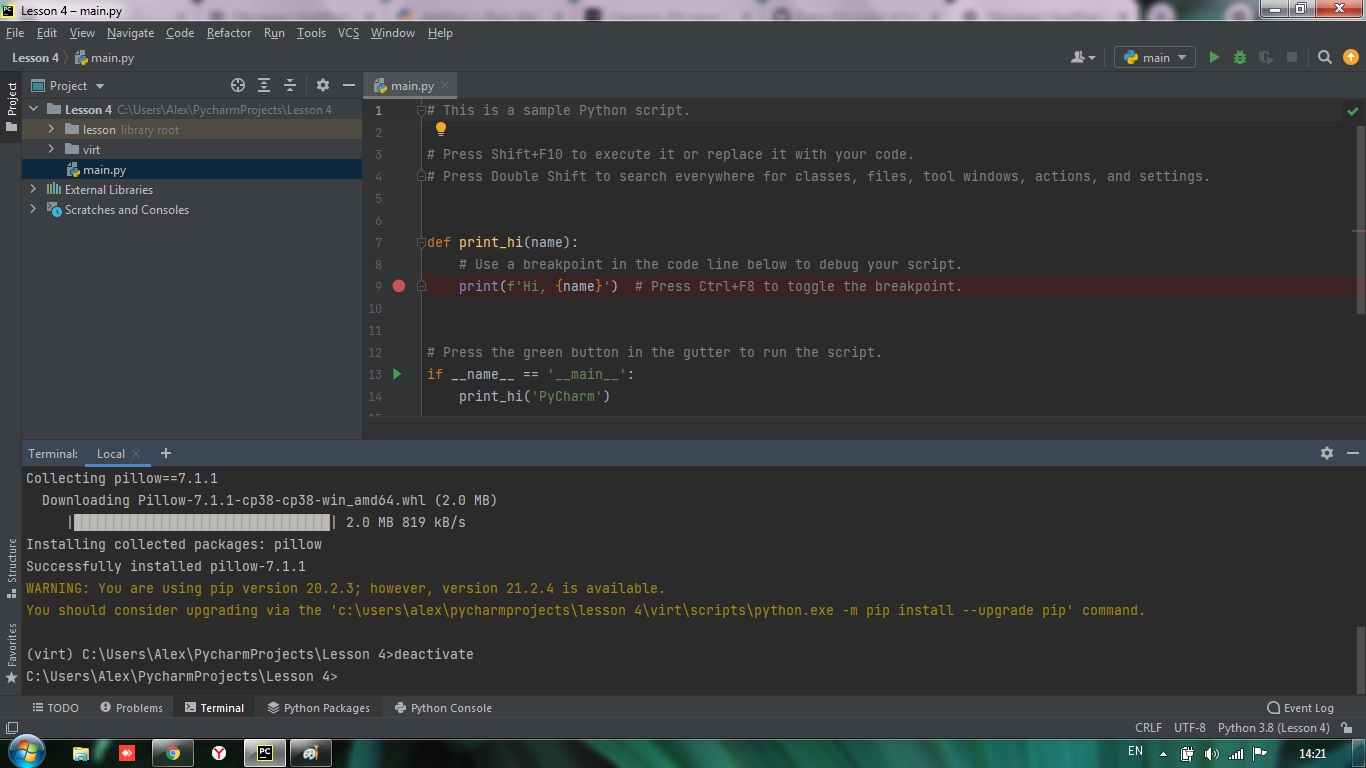 Lesson 4 – main.py
File Edit View Navigate Code Refactor Run Tools VCS Window Help
Lesson 4 main.py
main
Project
main.py
Project
Lesson 4 C:\Users\Alex\PycharmProjects\Lesson 4
lesson library root
virt
main.py
External Libraries
Scratches and Consoles
1 # This is a sample Python script.
2
3 # Press Shift+F10 to execute it or replace it with your code.
4 # Press Double Shift to search everywhere for classes, files, tool windows, actions, and settings.
5
6
7 def print_hi(name):
8 # Use a breakpoint in the code line below to debug your script.
9 print(f'Hi, {name}') # Press Ctrl+F8 to toggle the breakpoint.
10
11
12 # Press the green button in the gutter to run the script.
13 if __name__ == '__main__':
14 print_hi('PyCharm')
Terminal: Local
Collecting pillow==7.1.1
Downloading Pillow-7.1.1-cp38-cp38-win_amd64.whl (2.0 MB)
2.0 MB 819 kB/s
Installing collected packages: pillow
Successfully installed pillow-7.1.1
WARNING: You are using pip version 20.2.3; however, version 21.2.4 is available.
You should consider upgrading via the 'c:\users\alex\pycharmprojects\lesson 4\virt\scripts\python.exe -m pip install --upgrade pip' command.
(virt) C:\Users\Alex\PycharmProjects\Lesson 4>deactivate
C:\Users\Alex\PycharmProjects\Lesson 4>
Structure
Favorites
TODO Problems Terminal Python Packages Python Console Event Log
CRLF UTF-8 Python 3.8 (Lesson 4)
PC
EN 14:21